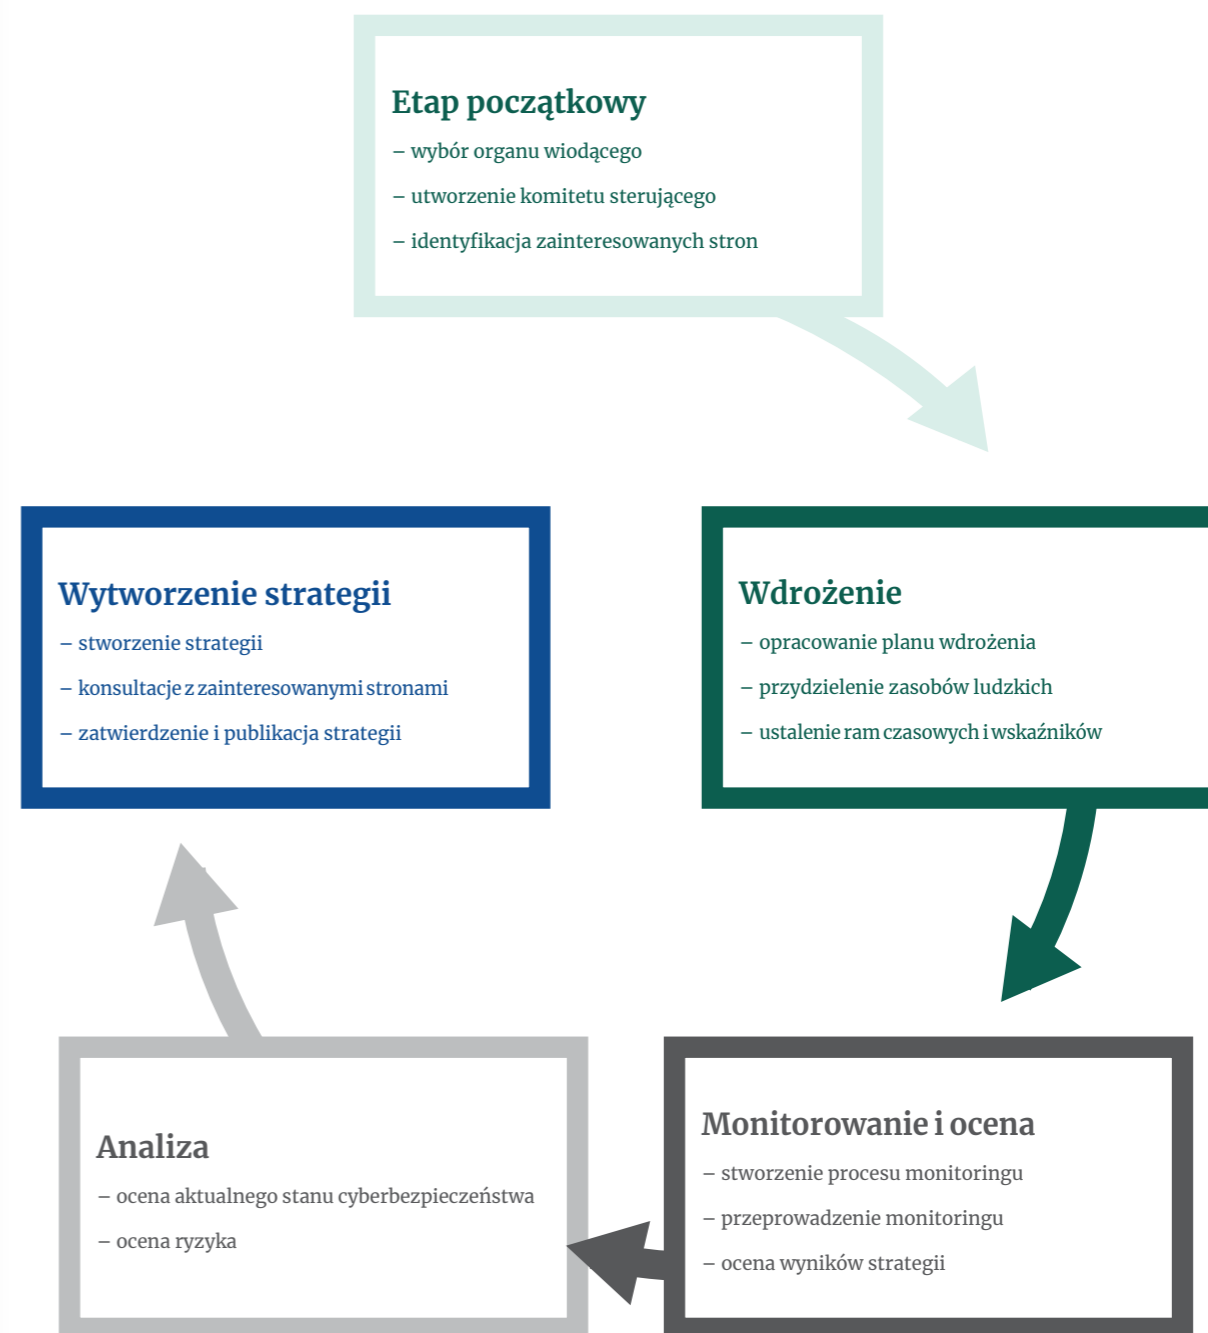 Etap początkowy
– wybór organu wiodącego
– utworzenie komitetu sterującego
– identyfikacja zainteresowanych stron
Wytworzenie strategii
– stworzenie strategii
– konsultacje z zainteresowanymi stronami
– zatwierdzenie i publikacja strategii
Wdrożenie
– opracowanie planu wdrożenia
– przydzielenie zasobów ludzkich
– ustalenie ram czasowych i wskaźników
Analiza
– ocena aktualnego stanu cyberbezpieczeństwa
– ocena ryzyka
Monitorowanie i ocena
– stworzenie procesu monitoringu
– przeprowadzenie monitoringu
– ocena wyników strategii